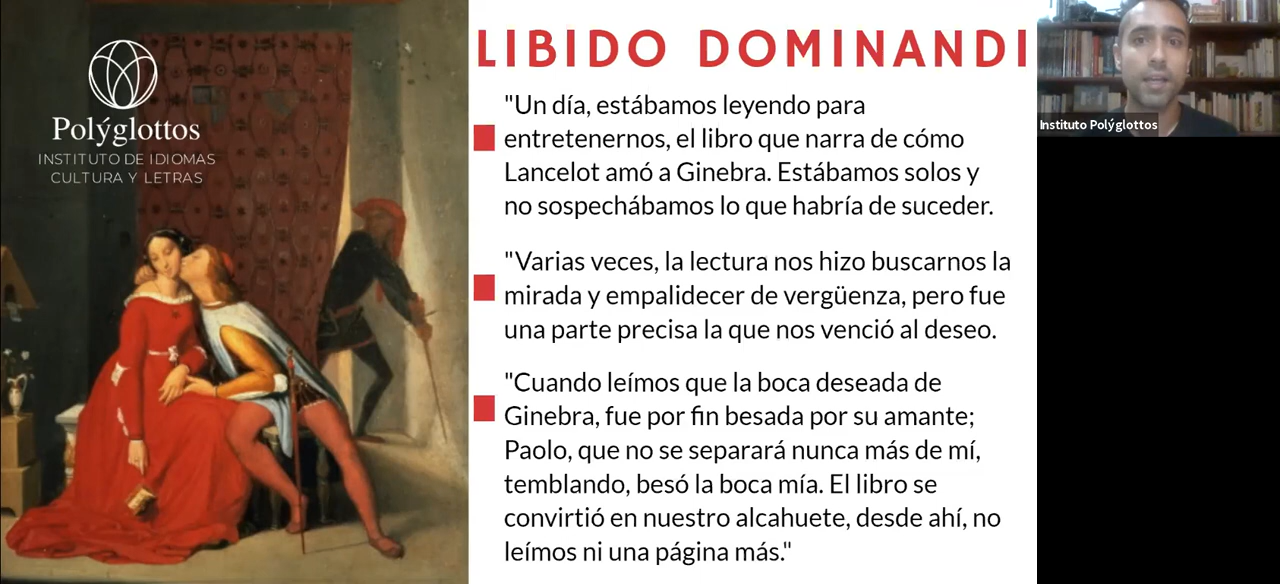 Polýglottos
INSTITUTO DE IDIOMAS
CULTURA Y LETRAS
LIBIDO DOMINANDI
"Un día, estábamos leyendo para
entretenernos, el libro que narra de cómo
Lancelot amó a Ginebra. Estábamos solos y
no sospechábamos lo que habría de suceder.
"Varias veces, la lectura nos hizo buscarnos la
mirada y empalidecer de vergüenza, pero fue
una parte precisa la que nos venció al deseo.
"Cuando leímos que la boca deseada de
Ginebra, fue por fin besada por su amante;
Paolo, que no se separará nunca más de mí,
temblando, besó la boca mía. El libro se
convirtió en nuestro alcahuete, desde ahí, no
leímos ni una página más."
Instituto Polýglottos